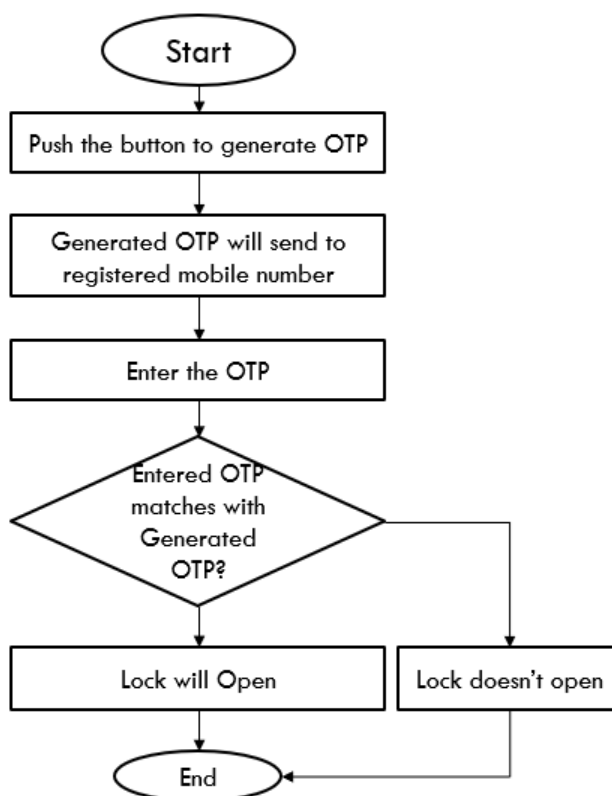 Start
Push the button to generate OTP
Generated OTP will send to
registered mobile number
Enter the OTP
Entered OTP
matches with
Generated
OTP?
Lock will Open
Lock doesn't open
End